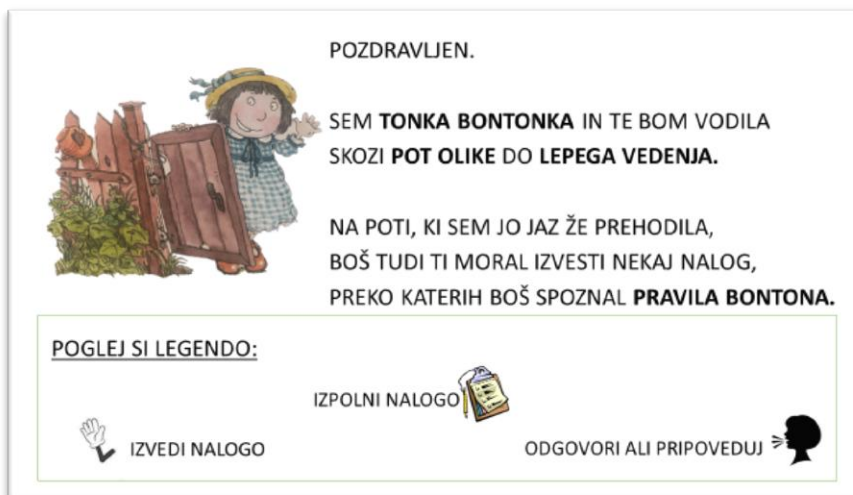 POZDRAVLJEN.
SEM TONKA BONTONKA IN TE BOM VODILA
SKOZI POT OLIKE DO LEPEGA VEDENJA.
NA POTI, KI SEM JO JAZ ŽE PREHODILA,
BOŠ TUDI TI MORAL IZVESTI NEKAJ NALOG,
PREKO KATERIH BOŠ SPOZNAL PRAVILA BONTONA.
POGLEJ SI LEGENDO:
IZPOLNI NALOGO
IZVEDI NALOGO
ODGOVORI ALI PRIPOVEDUJ